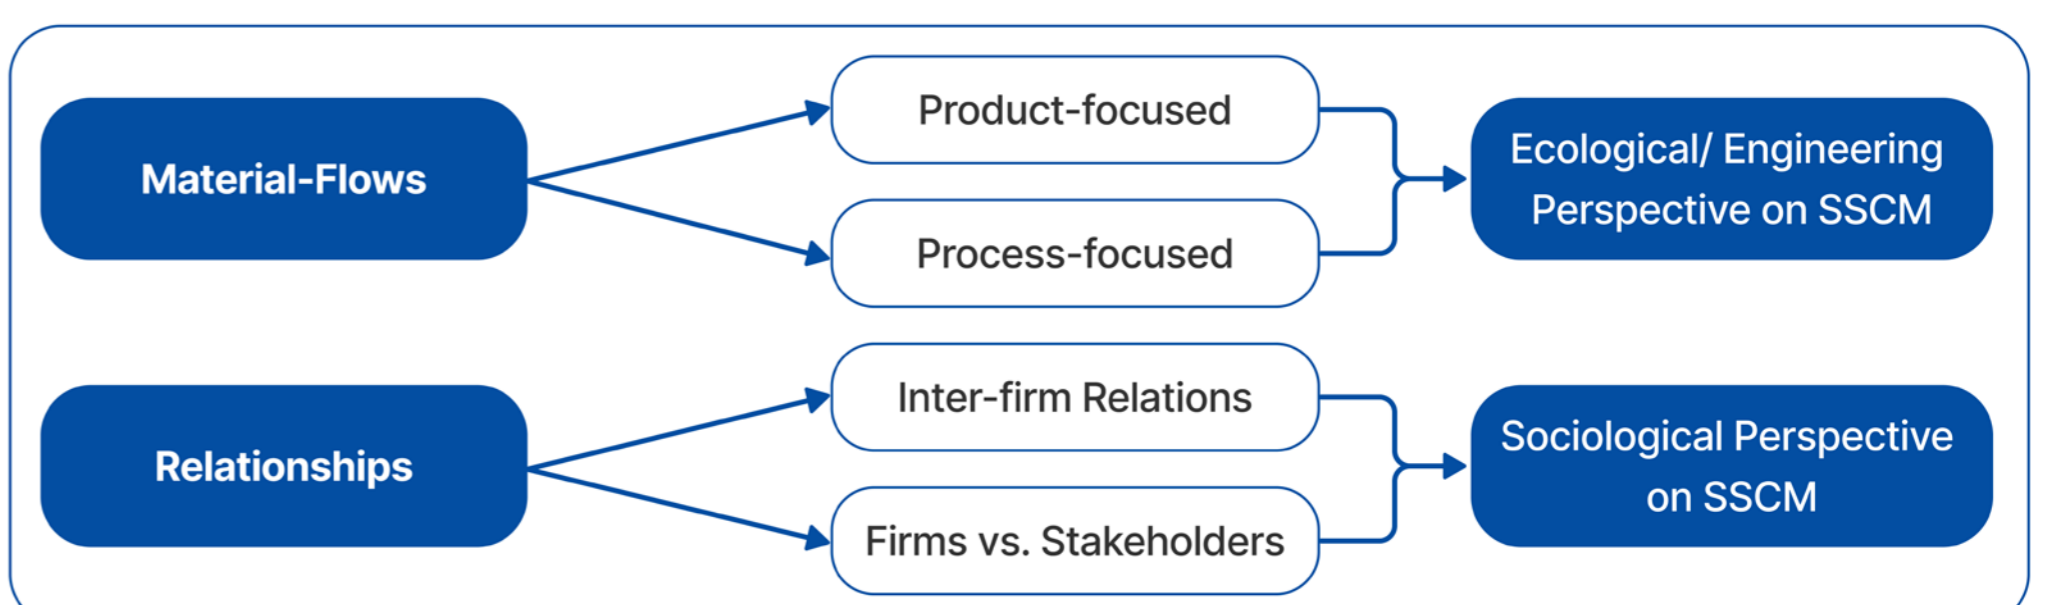 Material-Flows
Product-focused
Process-focused
Ecological/ Engineering
Perspective on SSCM
Relationships
Inter-firm Relations
Firms vs. Stakeholders
Sociological Perspective
on SSCM